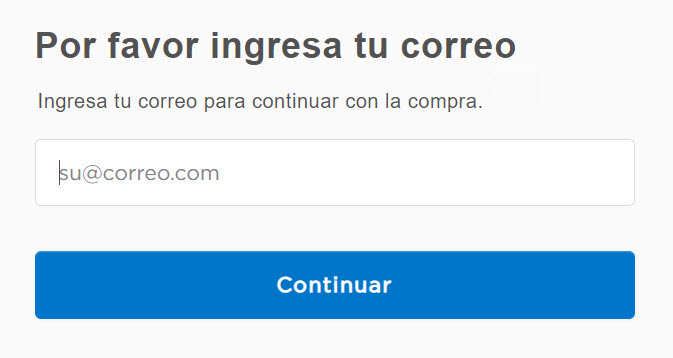 Por favor ingresa tu correo
Ingresa tu correo para continuar con la compra.
su@correo.com
Continuar